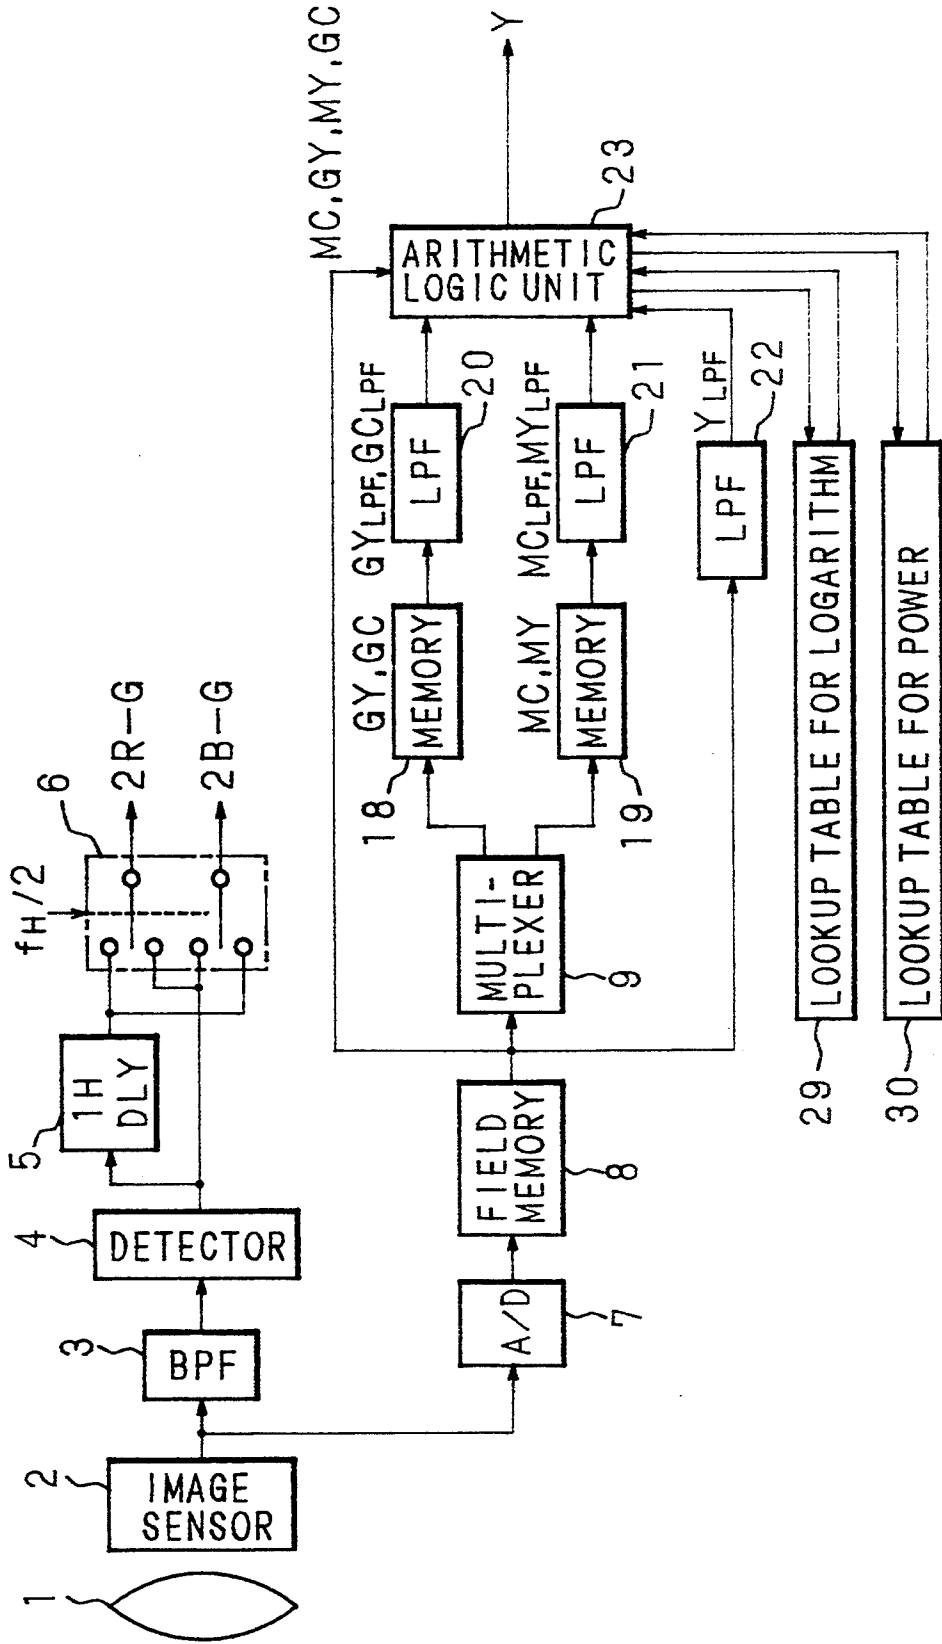 1
2
IMAGE
SENSOR
3
BPF
4
DETECTOR
5
1H
DLY
fH/2
6
2R-G
2B-G
7
A/D
8
FIELD
MEMORY
9
MULTI-
PLEXER
18
MEMORY
GY,GC
19
MEMORY
MC,MY
GYLPF,GCLPF
LPF
20
MCLPF,MYLPF
LPF
21
YLPF
LPF
22
MC,GY,MY,GC
ARITHMETIC
LOGIC UNIT
23
Y
29
LOOKUP TABLE FOR LOGARITHM
30
LOOKUP TABLE FOR POWER